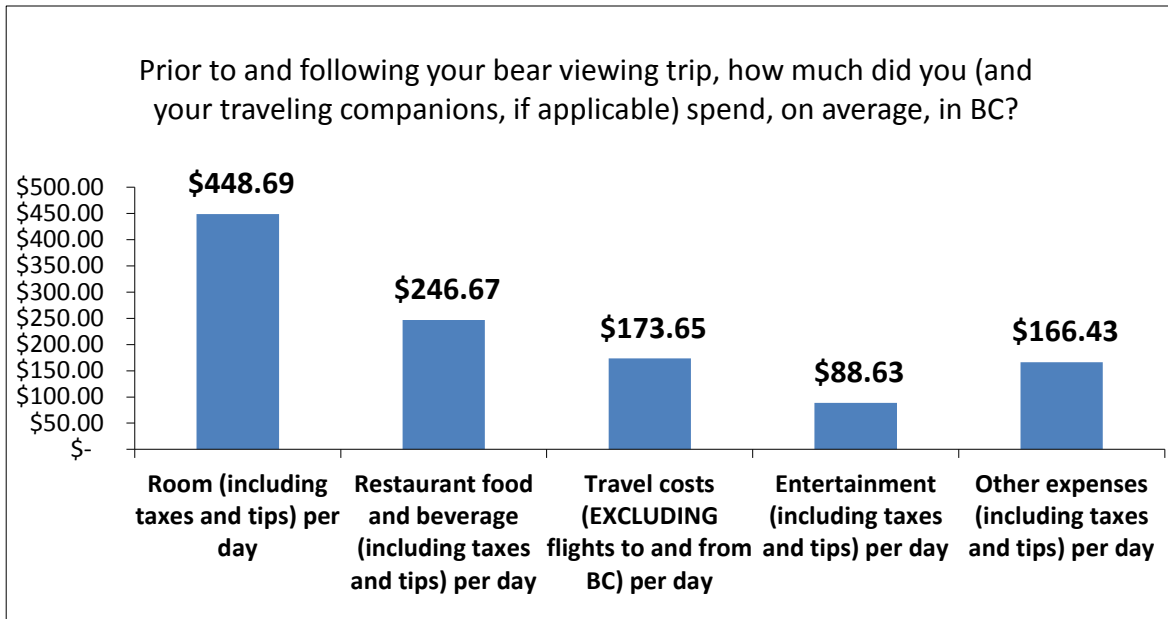 Prior to and following your bear viewing trip, how much did you (and
your traveling companions, if applicable) spend, on average, in BC?
$500.00
$450.00
$400.00
$350.00
$300.00
$250.00
$200.00
$150.00
$100.00
$50.00
$-
$448.69
$246.67
$173.65
$88.63
$166.43
Room (including
taxes and tips) per
day
Restaurant food
and beverage
(including taxes
and tips) per day
Travel costs
(EXCLUDING
flights to and from
BC) per day
Entertainment
(including taxes
and tips) per day
Other expenses
(including taxes
and tips) per day